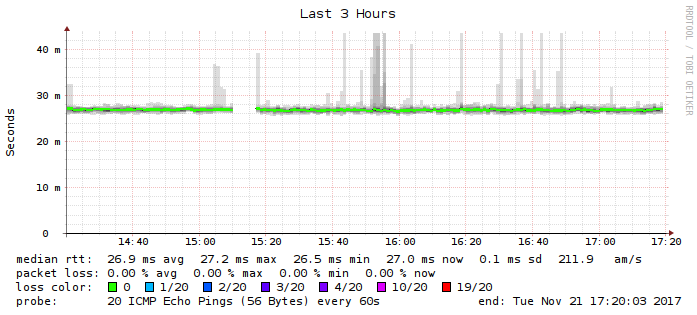 Last 3 Hours
RRDTOOL / TOBI OETIKER
Seconds
40 m
30 m
20 m
10 m
0
14:40 15:00 15:20 15:40 16:00 16:20 16:40 17:00 17:20
median rtt: 26.9 ms avg 27.2 ms max 26.5 ms min 27.0 ms now 0.1 ms sd 211.9 am/s
packet loss: 0.00 % avg 0.00 % max 0.00 % min 0.00 % now
loss color: 0 1/20 2/20 3/20 4/20 10/20 19/20
probe: 20 ICMP Echo Pings (56 Bytes) every 60s end: Tue Nov 21 17:20:03 2017